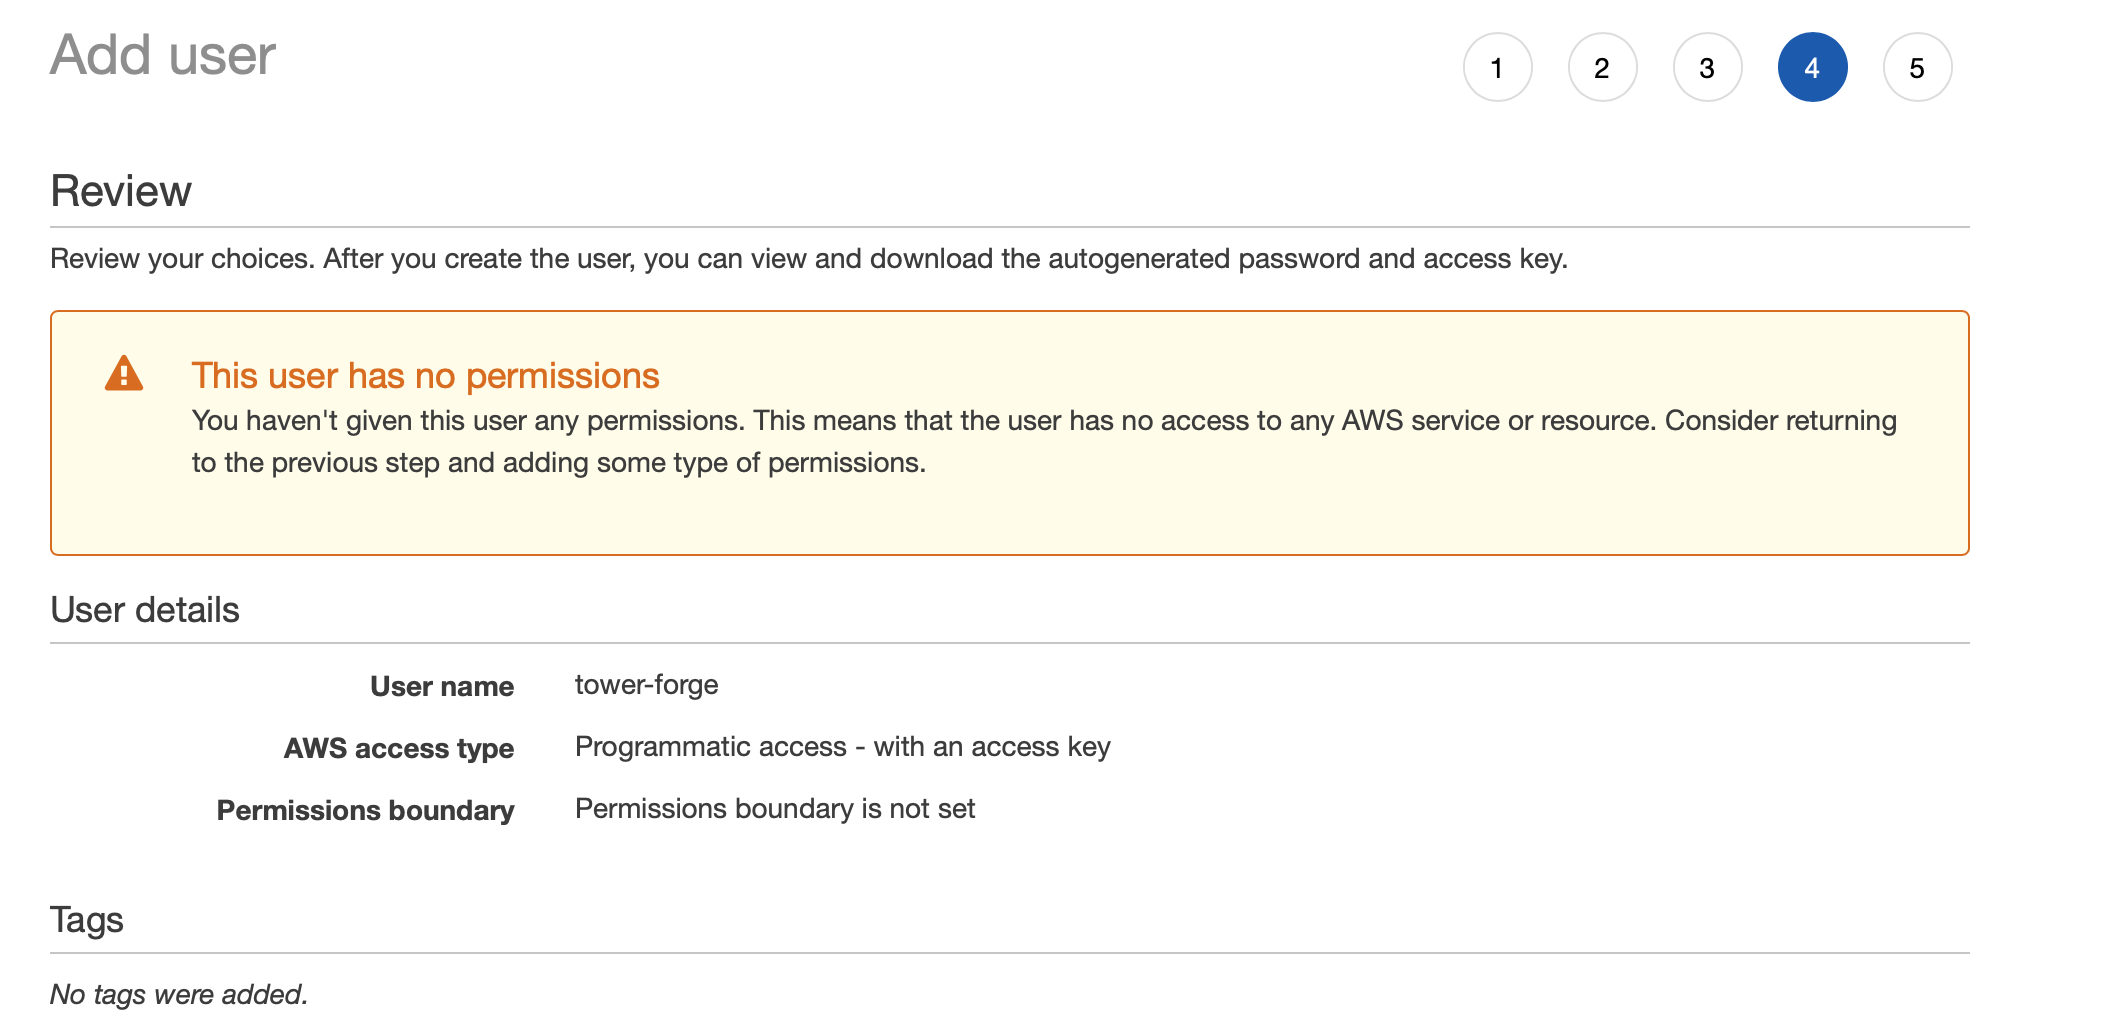 Add user
1 2 3 4 5
Review
Review your choices. After you create the user, you can view and download the autogenerated password and access key.
This user has no permissions
You haven't given this user any permissions. This means that the user has no access to any AWS service or resource. Consider returning
to the previous step and adding some type of permissions.
User details
User name tower-forge
AWS access type Programmatic access - with an access key
Permissions boundary Permissions boundary is not set
Tags
No tags were added.